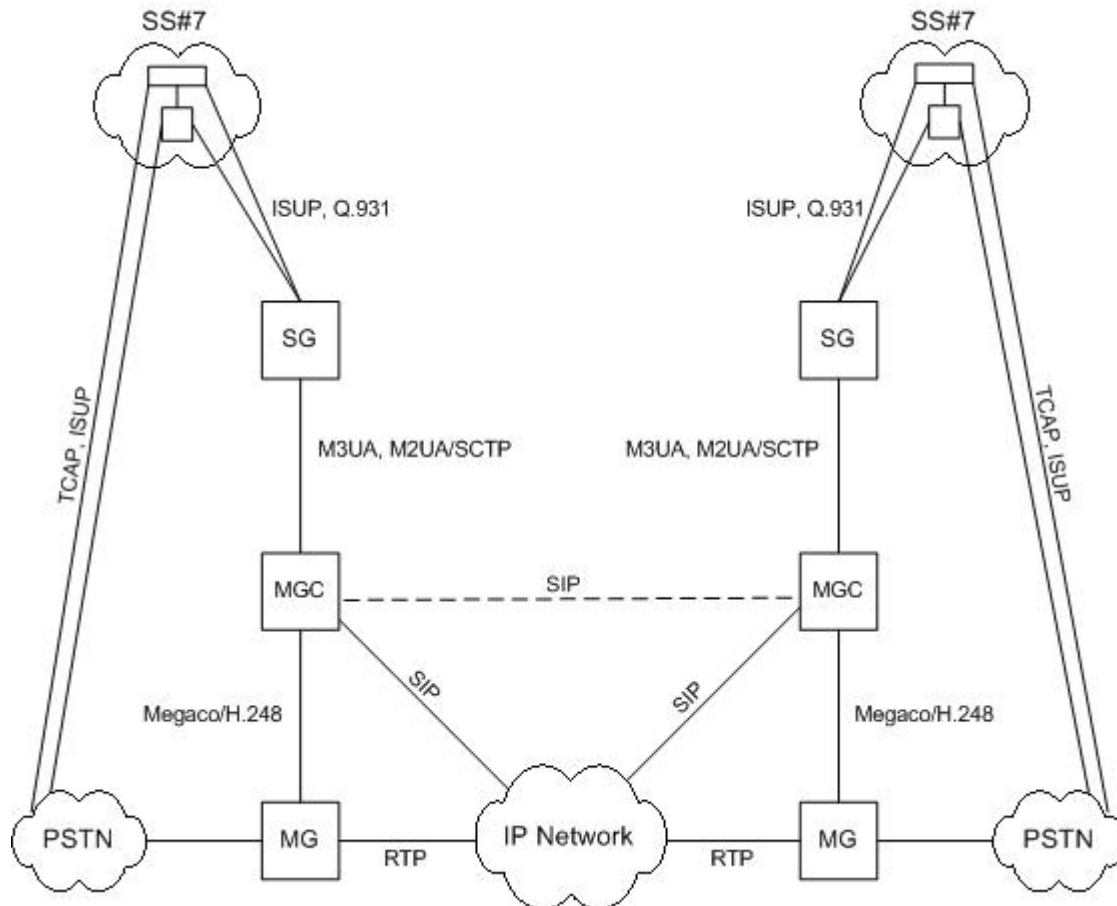 SS#7
SS#7
ISUP, Q.931
ISUP, Q.931
SG
SG
TCAP, ISUP
TCAP, ISUP
M3UA, M2UA/SCTP
M3UA, M2UA/SCTP
MGC
SIP
MGC
SIP
SIP
Megaco/H.248
Megaco/H.248
PSTN
MG
RTP
IP Network
RTP
MG
PSTN